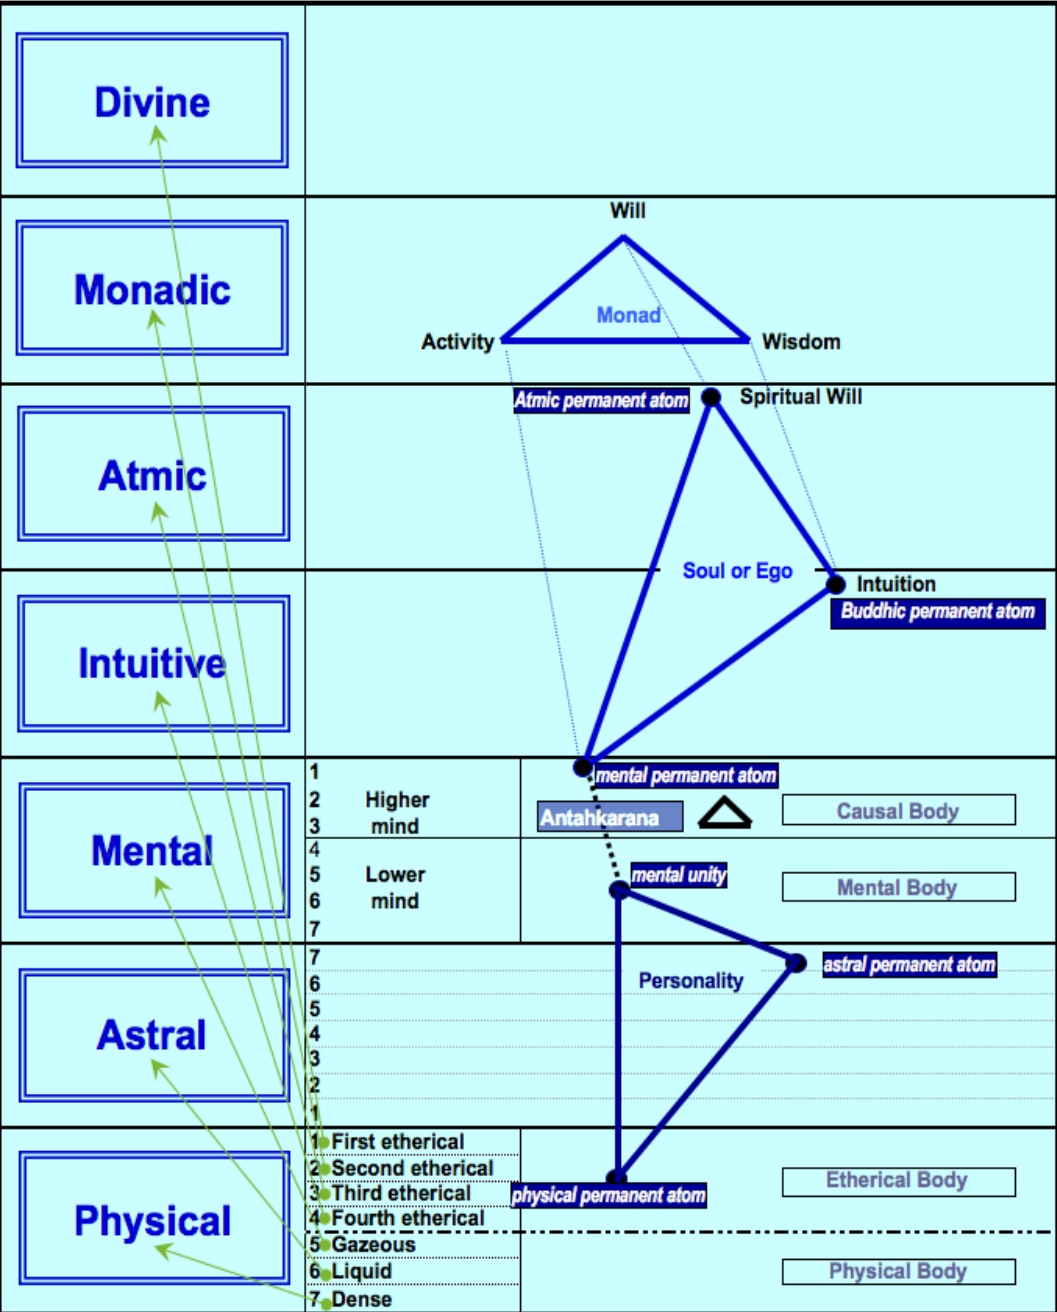 Divine
Monadic
Will
Monad
Activity
Wisdom
Atmic
Atmic permanent atom
Spiritual Will
Soul or Ego
Intuitive
Intuition
Buddhic permanent atom
Mental
1
2 Higher
3 mind
4
5 Lower
6 mind
7
mental permanent atom
Antahkarana
Causal Body
mental unity
Mental Body
Astral
7
6
5
4
3
2
1
astral permanent atom
Personality
Physical
1 First etherical
2 Second etherical
3 Third etherical
4 Fourth etherical
5 Gazeous
6 Liquid
7 Dense
physical permanent atom
Etherical Body
Physical Body